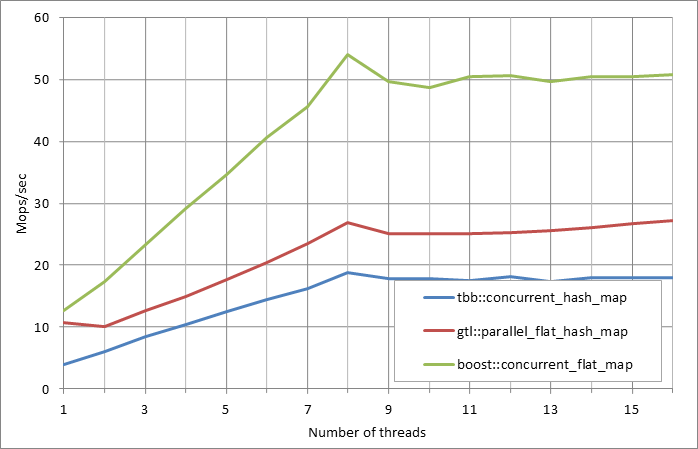 60
50
40
30
20
10
0
Mops/sec
tbb::concurrent_hash_map
gtl::parallel_flat_hash_map
boost::concurrent_flat_map
1 3 5 7 9 11 13 15
Number of threads